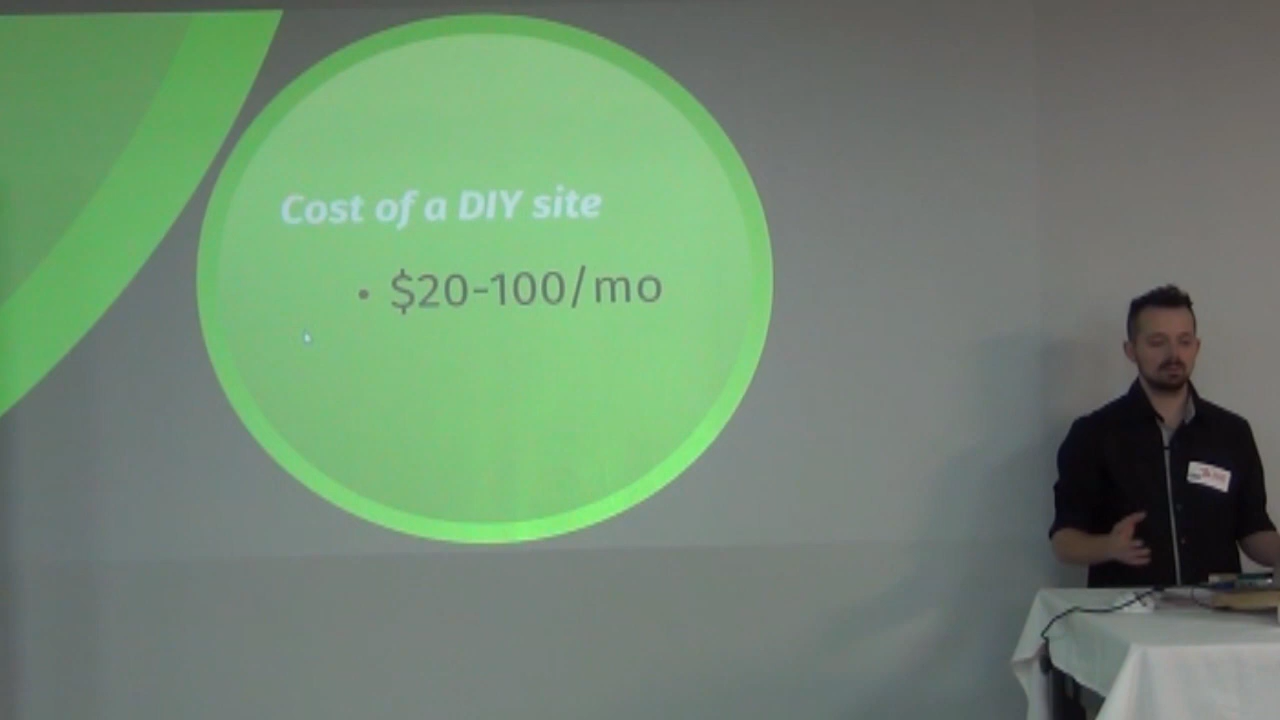 Cost of a DIY site
• $20-100/mo